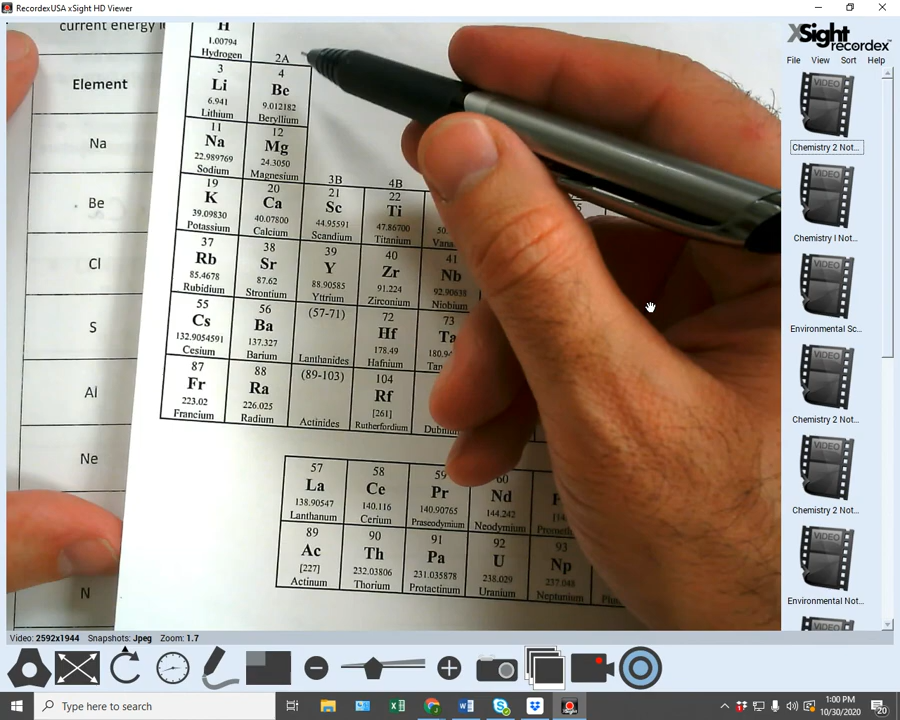 RecordexUSA xSight HD Viewer
xSight
recordex
File View Sort Help
Chemistry 2 Not...
Chemistry I Not...
Environmental Sc...
Chemistry 2 Not...
Chemistry 2 Not...
Environmental Not...
current energy
Element
Na
Be
Cl
S
Al
Ne
N
H
1.00794
Hydrogen
2A
3
Li
6.941
Lithium
4
Be
9.012182
Beryllium
11
Na
22.989769
Sodium
12
Mg
24.3050
Magnesium
3B
4B
19
K
39.09830
Potassium
20
Ca
40.07800
Calcium
21
Sc
44.95591
Scandium
22
Ti
47.86700
Titanium
37
Rb
85.4678
Rubidium
38
Sr
87.62
Strontium
39
Y
88.90585
Yttrium
40
Zr
91.224
Zirconium
41
Nb
92.90638
Niobium
55
Cs
132.9054591
Cesium
56
Ba
137.327
Barium
(57-71)
Lanthanides
72
Hf
178.49
Hafnium
73
Ta
87
Fr
223.02
Francium
88
Ra
226.025
Radium
(89-103)
Actinides
104
Rf
[261]
Rutherfordium
57
La
138.90547
Lanthanum
58
Ce
140.116
Cerium
59
Pr
140.90765
Praseodymium
60
Nd
144.242
Neodymium
89
Ac
[227]
Actinum
90
Th
232.03806
Thorium
91
Pa
231.035878
Protactinum
92
U
238.029
Uranium
93
Np
237.048
Neptunium
Video: 2592x1944 Snapshots: Jpeg Zoom: 1.7
Type here to search
1:00 PM
10/30/2020
20